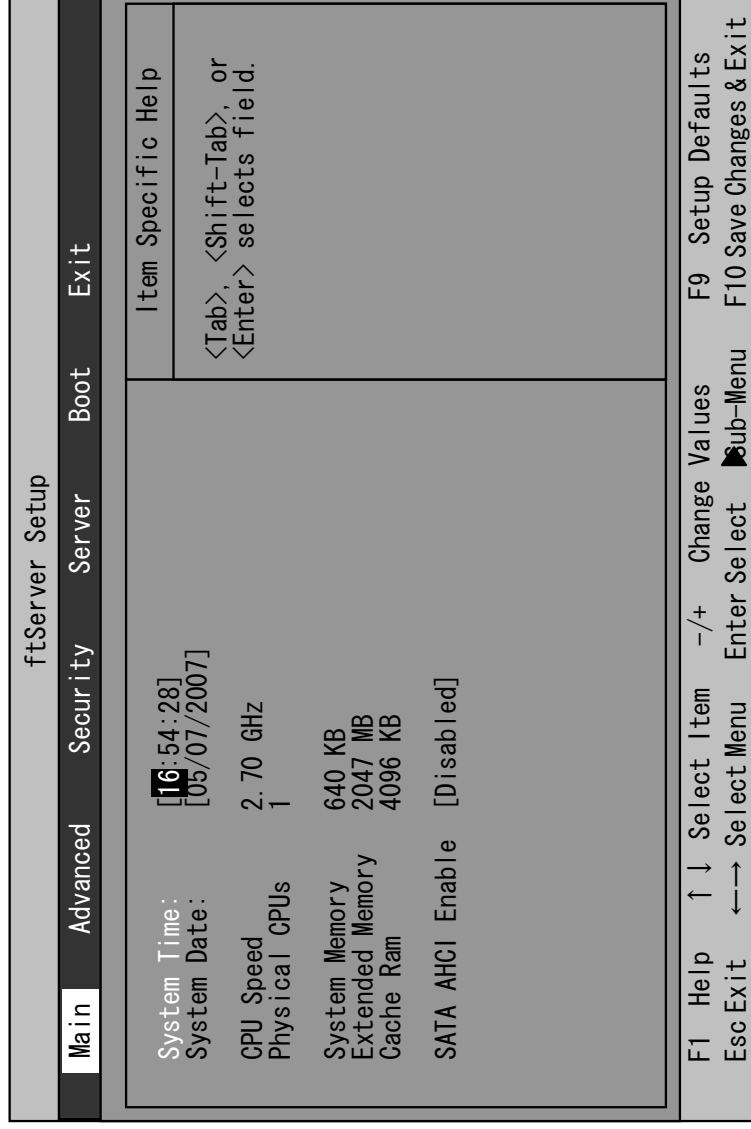 ftServer Setup
Main Advanced Security Server Boot Exit
Item Specific Help
System Time: [16:54:28]
System Date: [05/07/2007]
CPU Speed 2.70 GHz
Physical CPUs 1
System Memory 640 KB
Extended Memory 2047 MB
Cache Ram 4096 KB
SATA AHCI Enable [Disabled]
<Tab>, <Shift-Tab>, or
<Enter> selects field.
F1 Help ↑↓ Select Item -/+ Change Values F9 Setup Defaults
Esc Exit ←→ Select Menu Enter Select ▶Sub-Menu F10 Save Changes & Exit